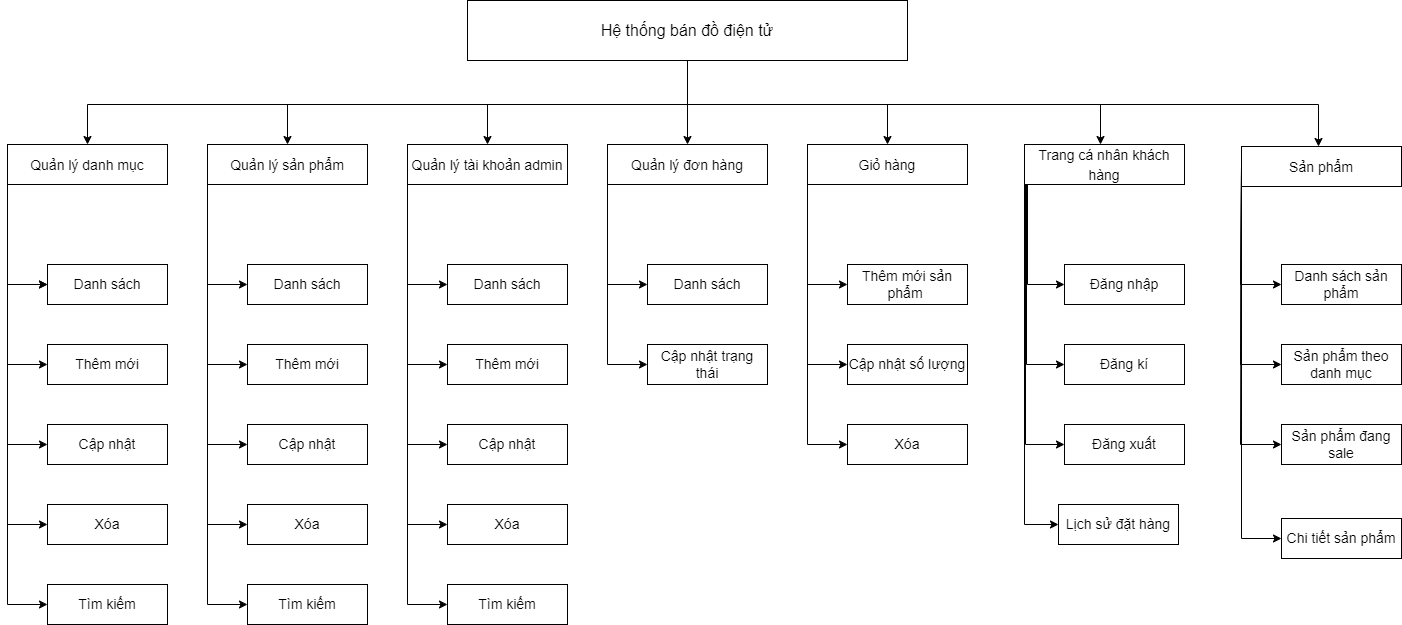 Hệ thống bán đồ điện tử
Quản lý danh mục
Quản lý sản phẩm
Quản lý tài khoản admin
Quản lý đơn hàng
Giỏ hàng
Trang cá nhân khách
hàng
Sản phẩm
Danh sách
Danh sách
Danh sách
Danh sách
Thêm mới sản
phẩm
Đăng nhập
Danh sách sản
phẩm
Thêm mới
Thêm mới
Thêm mới
Cập nhật trạng
thái
Cập nhật số lượng
Đăng kí
Sản phẩm theo
danh mục
Cập nhật
Cập nhật
Cập nhật
Xóa
Đăng xuất
Sản phẩm đang
sale
Xóa
Xóa
Xóa
Lịch sử đặt hàng
Chi tiết sản phẩm
Tìm kiếm
Tìm kiếm
Tìm kiếm